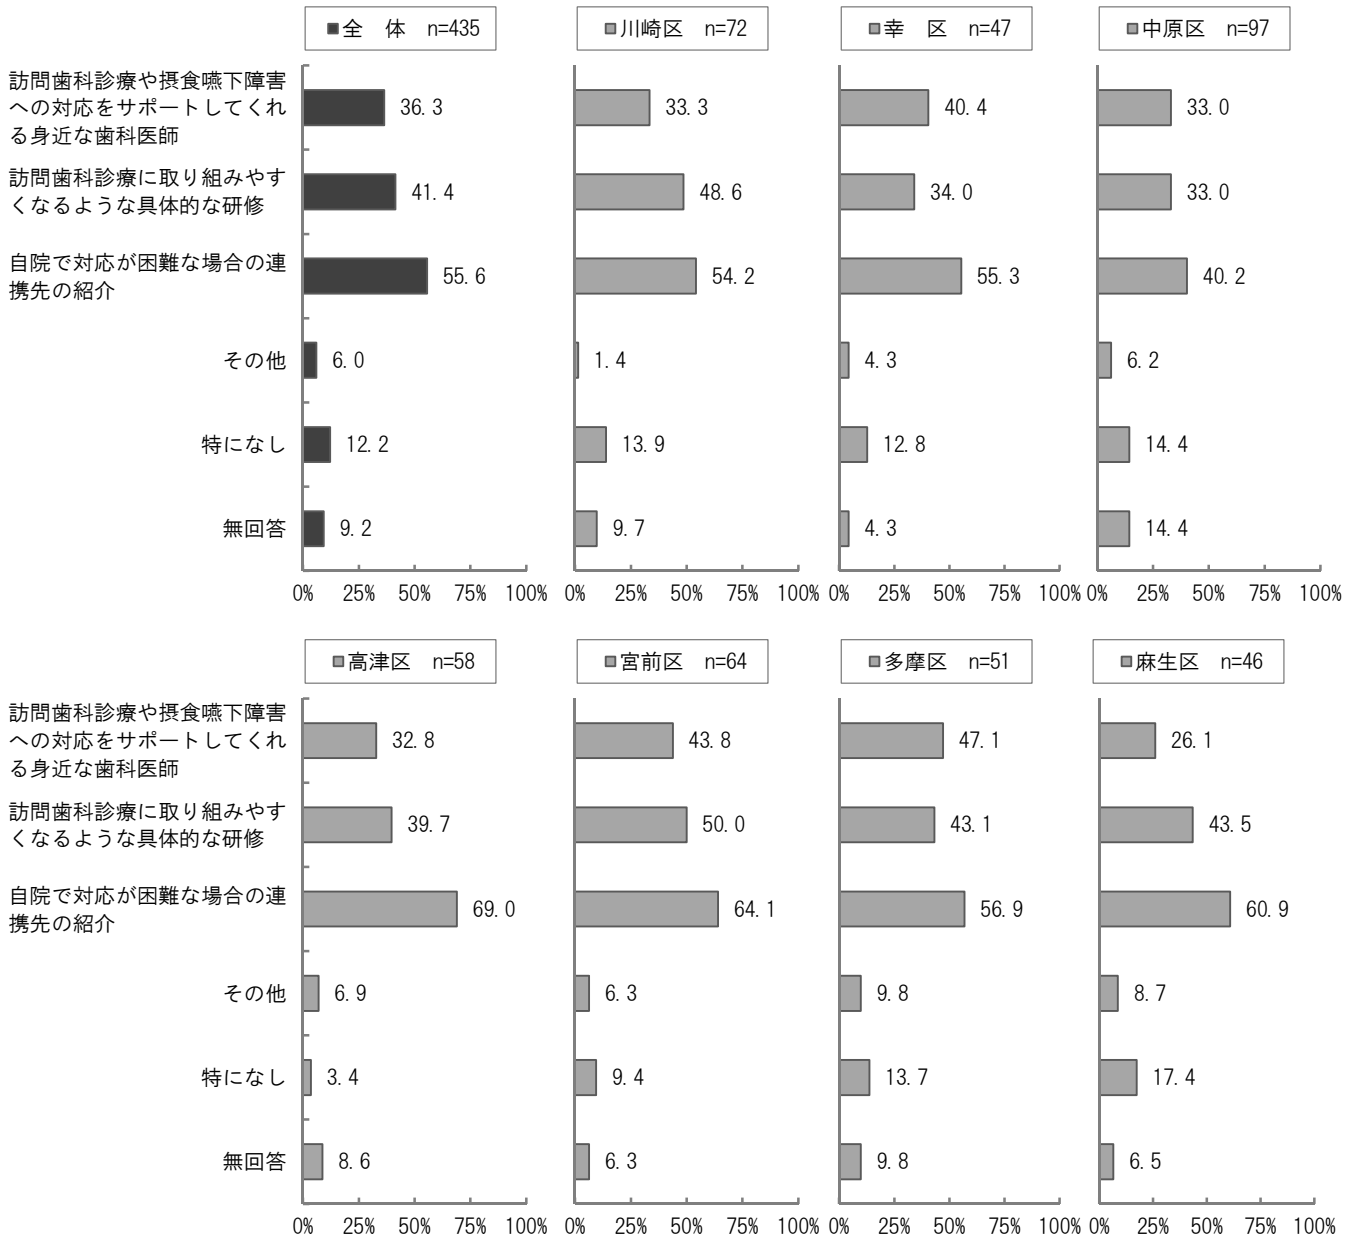 ■全　体　n=435
■川崎区　n=72
■幸　区　n=47
■中原区　n=97
訪問歯科診療や摂食嚥下障害
への対応をサポートしてくれ
る身近な歯科医師
36.3
33.3
40.4
33.0
訪問歯科診療に取り組みやす
くなるような具体的な研修
41.4
48.6
34.0
33.0
自院で対応が困難な場合の連
携先の紹介
55.6
54.2
55.3
40.2
その他
6.0
1.4
4.3
6.2
特になし
12.2
13.9
12.8
14.4
無回答
9.2
9.7
4.3
14.4
0% 25% 50% 75% 100%
0% 25% 50% 75% 100%
0% 25% 50% 75% 100%
0% 25% 50% 75% 100%
■高津区　n=58
■宮前区　n=64
■多摩区　n=51
■麻生区　n=46
訪問歯科診療や摂食嚥下障害
への対応をサポートしてくれ
る身近な歯科医師
32.8
43.8
47.1
26.1
訪問歯科診療に取り組みやす
くなるような具体的な研修
39.7
50.0
43.1
43.5
自院で対応が困難な場合の連
携先の紹介
69.0
64.1
56.9
60.9
その他
6.9
6.3
9.8
8.7
特になし
3.4
9.4
13.7
17.4
無回答
8.6
6.3
9.8
6.5
0% 25% 50% 75% 100%
0% 25% 50% 75% 100%
0% 25% 50% 75% 100%
0% 25% 50% 75% 100%